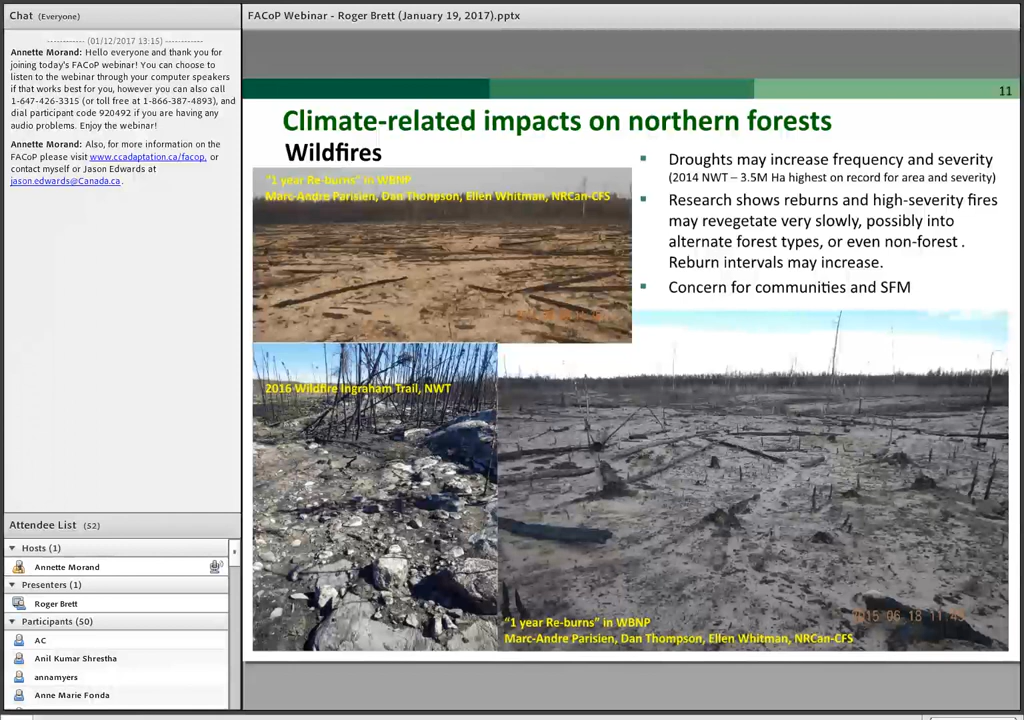 Chat (Everyone)
------------ (01/12/2017 13:15) ------------
Annette Morand: Hello everyone and thank you for
joining today's FACoP webinar! You can choose to
listen to the webinar through your computer speakers
if that works best for you, however you can also call
1-647-426-3315 (or toll free at 1-866-387-4893), and
dial participant code 920492 if you are having any
audio problems. Enjoy the webinar!
Annette Morand: Also, for more information on the
FACoP please visit www.ccadaptation.ca/facop, or
contact myself or Jason Edwards at
jason.edwards@Canada.ca.
Attendee List (52)
Hosts (1)
Annette Morand
Presenters (1)
Roger Brett
Participants (50)
AC
Anil Kumar Shrestha
annamyers
Anne Marie Fonda
FACoP Webinar - Roger Brett (January 19, 2017).pptx
11
Climate-related impacts on northern forests
Wildfires
"1 year Re-burns" in WBNP
Marc-Andre Parisien, Dan Thonpson, Ellen Whitman, NRCan-CFS
Droughts may increase frequency and severity
(2014 NWT – 3.5M Ha highest on record for area and severity)
Research shows reburns and high-severity fires
may revegetate very slowly, possibly into
alternate forest types, or even non-forest .
Reburn intervals may increase.
Concern for communities and SFM
2016 Wildfire Ingraham Trail, NWT
2015 06 18 11:45
"1 year Re-burns" in WBNP
Marc-Andre Parisien, Dan Thompson, Ellen Whitman, NRCan-CFS